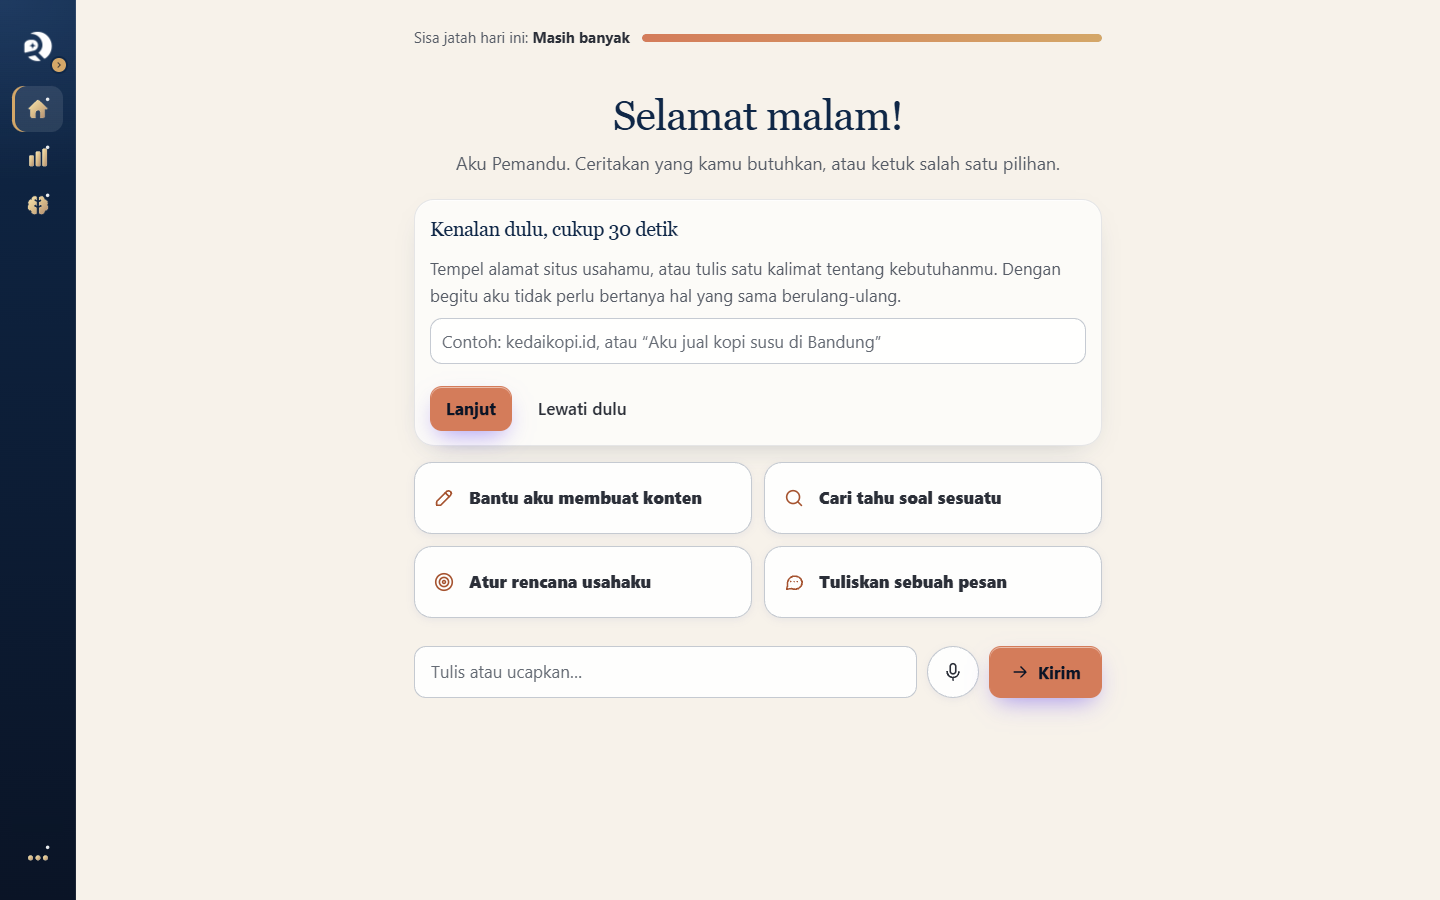 Sisa jatah hari ini: Masih banyak
Selamat malam!
Aku Pemandu. Ceritakan yang kamu butuhkan, atau ketuk salah satu pilihan.
Kenalan dulu, cukup 30 detik
Tempel alamat situs usahamu, atau tulis satu kalimat tentang kebutuhanmu. Dengan
begitu aku tidak perlu bertanya hal yang sama berulang-ulang.
Contoh: kedaikopi.id, atau “Aku jual kopi susu di Bandung”
Lanjut
Lewati dulu
Bantu aku membuat konten
Cari tahu soal sesuatu
Atur rencana usahaku
Tuliskan sebuah pesan
Tulis atau ucapkan...
Kirim